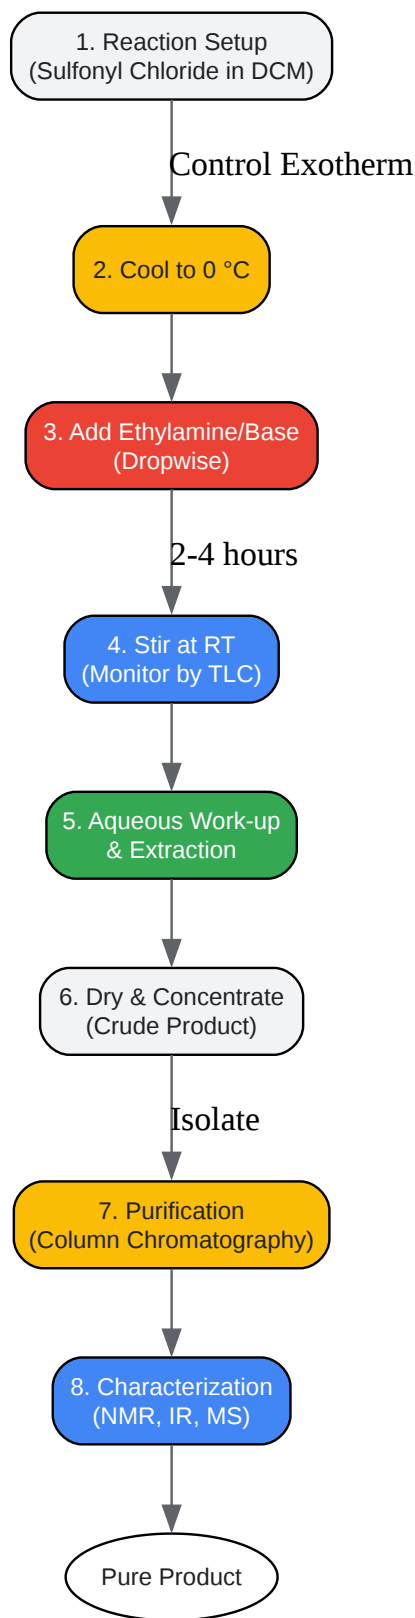 1. Reaction Setup
(Sulfonyl Chloride in DCM)
Control Exotherm
2. Cool to 0 °C
3. Add Ethylamine/Base
(Dropwise)
2-4 hours
4. Stir at RT
(Monitor by TLC)
5. Aqueous Work-up
& Extraction
6. Dry & Concentrate
(Crude Product)
Isolate
7. Purification
(Column Chromatography)
8. Characterization
(NMR, IR, MS)
Pure Product